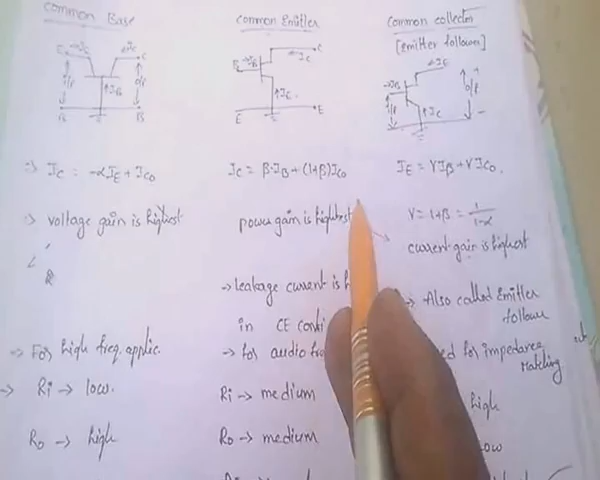 Common Base
Common Emitter
Common collector
[emitter follower]
⇒ IC = -αIE + ICO
IC = β·IB + (1+β)ICO
IE = γIB + γICO.
→ voltage gain is highest
power gain is highest
γ = 1+β = 1/(1-α)
current gain is highest
→ leakage current is
in CE
→ Also called Emitter
follower
→ For high freq. applic.
→ for audio
for impedance
Matching
→ Ri → low.
Ri → medium
high
Ro → high
Ro → medium
low